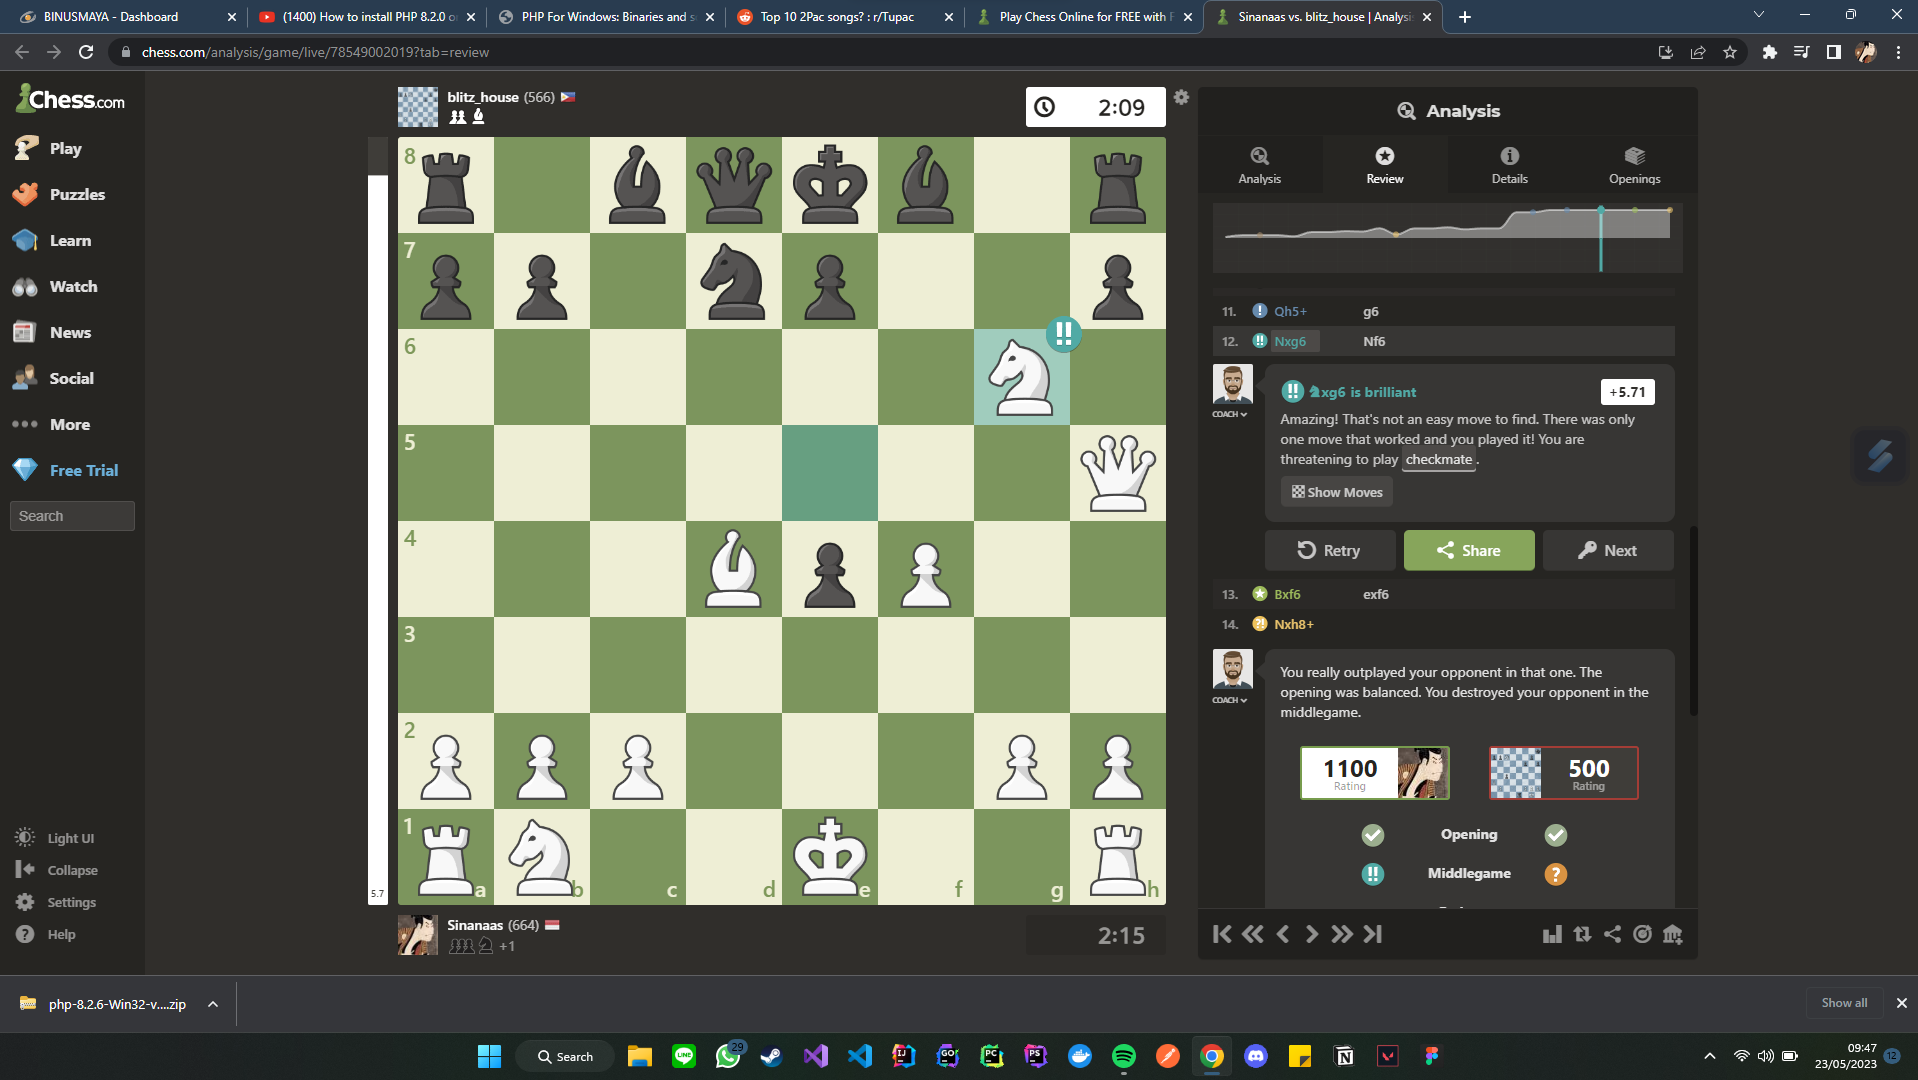 BINUSMAYA - Dashboard
(1400) How to install PHP 8.2.0 o
PHP For Windows: Binaries and s
Top 10 2Pac songs? : r/Tupac
Play Chess Online for FREE with F
Sinanaas vs. blitz_house | Analysi
chess.com/analysis/game/live/78549002019?tab=review
Chess.com
Play
Puzzles
Learn
Watch
News
Social
More
Free Trial
Search
Light UI
Collapse
Settings
Help
blitz_house (566)
2:09
8
7
6
5
4
3
2
1
a b c d e f g h
!!
5.7
Sinanaas (664)
+1
2:15
Analysis
Analysis
Review
Details
Openings
11. ! Qh5+ g6
12. !! Nxg6 Nf6
COACH
!! xg6 is brilliant
+5.71
Amazing! That's not an easy move to find. There was only
one move that worked and you played it! You are
threatening to play checkmate.
Show Moves
Retry
Share
Next
13. Bxf6 exf6
14. ?! Nxh8+
COACH
You really outplayed your opponent in that one. The
opening was balanced. You destroyed your opponent in the
middlegame.
1100
Rating
500
Rating
Opening
!! Middlegame ?
php-8.2.6-Win32-v....zip
Show all
Search
29
09:47
23/05/2023
12